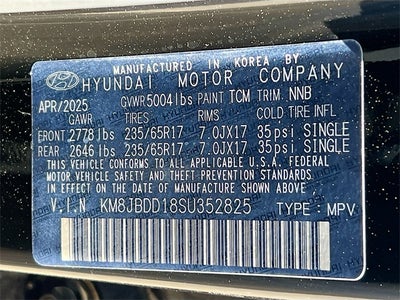 MANUFACTURED IN KOREA BY
HYUNDAI MOTOR COMPANY
APR/2025 GVWR 5004 lbs PAINT TCM TRIM. NNB
GAWR TIRES RIMS COLD TIRE INFL
FRONT 2778 lbs 235/65R17 7.0JX17 35psi SINGLE
REAR 2646 lbs 235/65R17 7.0JX17 35psi SINGLE
THIS VEHICLE CONFORMS TO ALL APPLICABLE U.S.A. FEDERAL
MOTOR VEHICLE SAFETY AND THEFT PREVENTION
STANDARDS IN EFFECT ON THE DATE OF MANUFACTURE SHOWN ABOVE.
V.I.N KM8JBDD18SU352825 TYPE: MPV